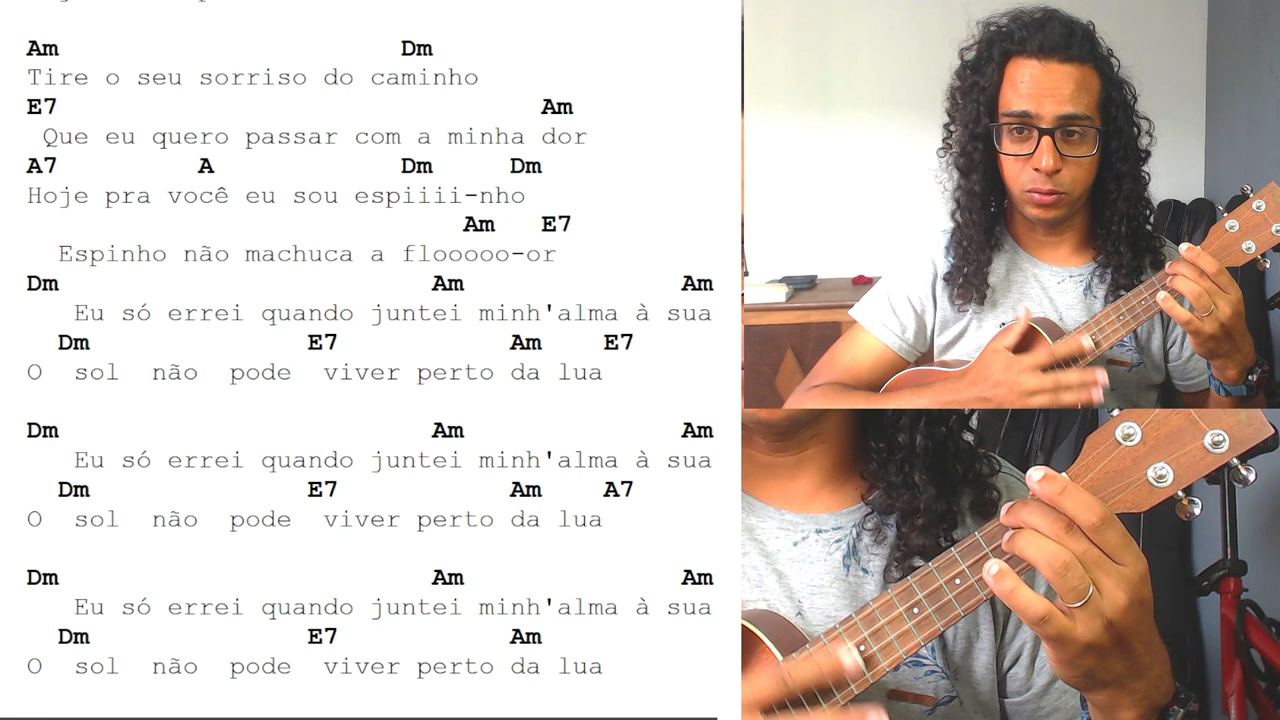 Am Dm
Tire o seu sorriso do caminho
E7 Am
Que eu quero passar com a minha dor
A7 A Dm Dm
Hoje pra você eu sou espiiii-nho
Am E7
Espinho não machuca a flooooo-or
Dm Am Am
Eu só errei quando juntei minh'alma à sua
Dm E7 Am E7
O sol não pode viver perto da lua
Dm Am Am
Eu só errei quando juntei minh'alma à sua
Dm E7 Am A7
O sol não pode viver perto da lua
Dm Am Am
Eu só errei quando juntei minh'alma à sua
Dm E7 Am
O sol não pode viver perto da lua